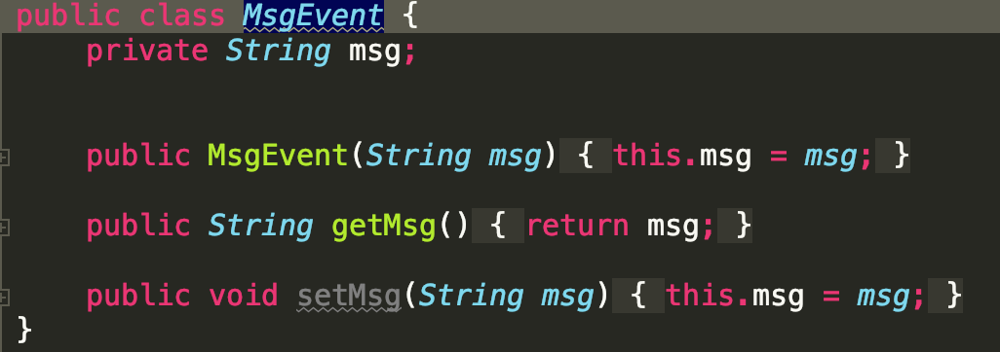 public class MsgEvent {
private String msg;
public MsgEvent(String msg) { this.msg = msg; }
public String getMsg() { return msg; }
public void setMsg(String msg) { this.msg = msg; }
}